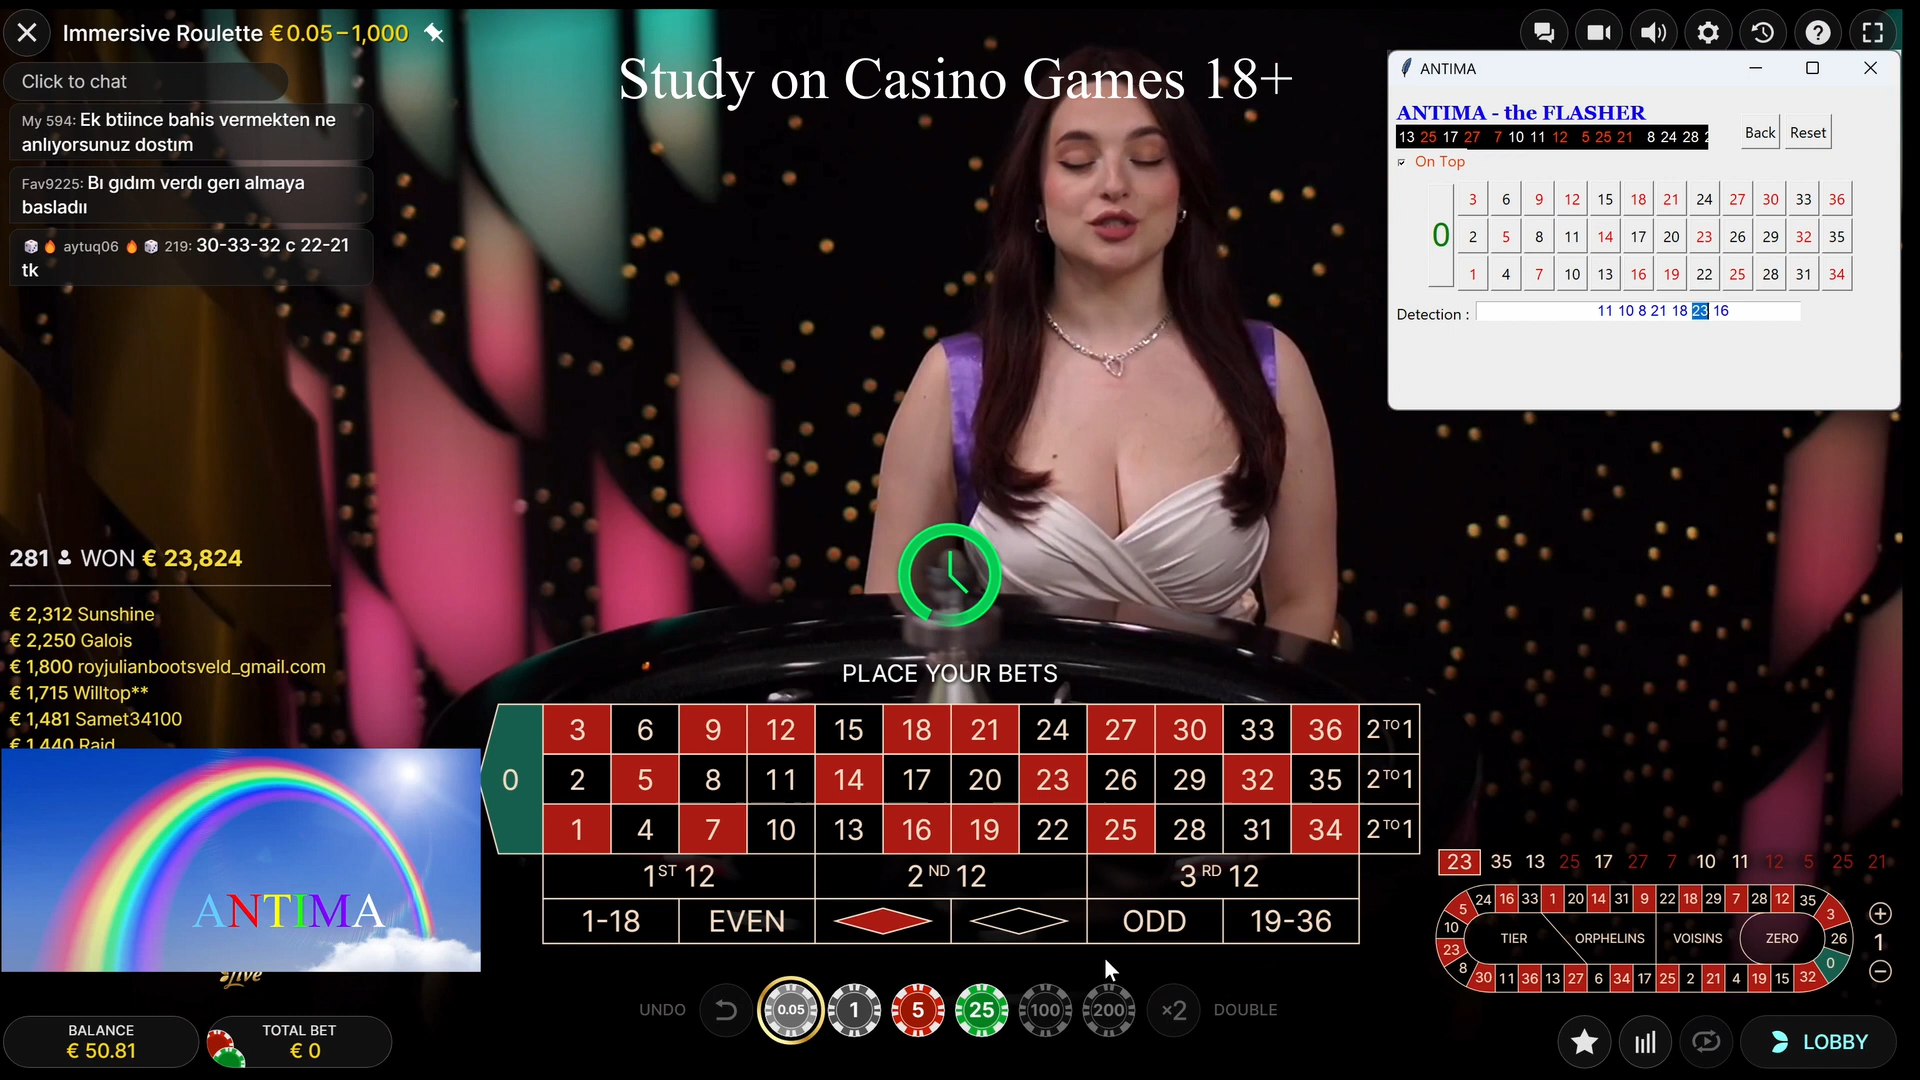 Immersive Roulette €0.05–1,000
Study on Casino Games 18+
Click to chat
My 594: Ek btiince bahis vermekten ne
anlıyorsunuz dostım
Fav9225: Bı gıdım verdı gerı almaya
basladıı
aytuq06 219: 30-33-32 c 22-21
tk
ANTIMA
ANTIMA - the FLASHER
13 25 17 27 7 10 11 12 5 25 21 8 24 28
Back Reset
On Top
3 6 9 12 15 18 21 24 27 30 33 36
0
2 5 8 11 14 17 20 23 26 29 32 35
1 4 7 10 13 16 19 22 25 28 31 34
Detection : 11 10 8 21 18 23 16
281 WON € 23,824
€ 2,312 Sunshine
€ 2,250 Galois
€ 1,800 royjulianbootsveld_gmail.com
€ 1,715 Willtop**
€ 1,481 Samet34100
€ 1,440 Raid
ANTIMA
Live
PLACE YOUR BETS
3 6 9 12 15 18 21 24 27 30 33 36 2 TO 1
0 2 5 8 11 14 17 20 23 26 29 32 35 2 TO 1
1 4 7 10 13 16 19 22 25 28 31 34 2 TO 1
1ST 12 2ND 12 3RD 12
1-18 EVEN ODD 19-36
23 35 13 25 17 27 7 10 11 12 5 25 21
5 24 16 33 1 20 14 31 9 22 18 29 7 28 12 35 3
10 TIER ORPHELINS VOISINS ZERO 26
23 0
8 30 11 36 13 27 6 34 17 25 2 21 4 19 15 32
1
UNDO 0.05 1 5 25 100 200 ×2 DOUBLE
BALANCE
€ 50.81
TOTAL BET
€ 0
LOBBY